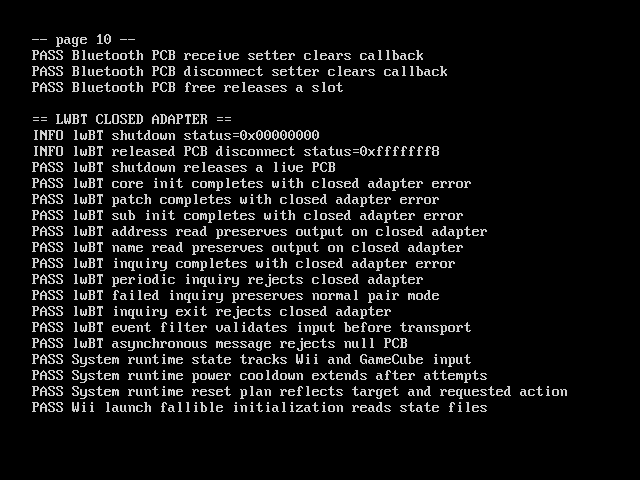 -- page 10 --
PASS Bluetooth PCB receive setter clears callback
PASS Bluetooth PCB disconnect setter clears callback
PASS Bluetooth PCB free releases a slot
== LWBT CLOSED ADAPTER ==
INFO lwBT shutdown status=0x00000000
INFO lwBT released PCB disconnect status=0xfffffff8
PASS lwBT shutdown releases a live PCB
PASS lwBT core init completes with closed adapter error
PASS lwBT patch completes with closed adapter error
PASS lwBT sub init completes with closed adapter error
PASS lwBT address read preserves output on closed adapter
PASS lwBT name read preserves output on closed adapter
PASS lwBT inquiry completes with closed adapter error
PASS lwBT periodic inquiry rejects closed adapter
PASS lwBT failed inquiry preserves normal pair mode
PASS lwBT inquiry exit rejects closed adapter
PASS lwBT event filter validates input before transport
PASS lwBT asynchronous message rejects null PCB
PASS System runtime state tracks Wii and GameCube input
PASS System runtime power cooldown extends after attempts
PASS System runtime reset plan reflects target and requested action
PASS Wii launch fallible initialization reads state files